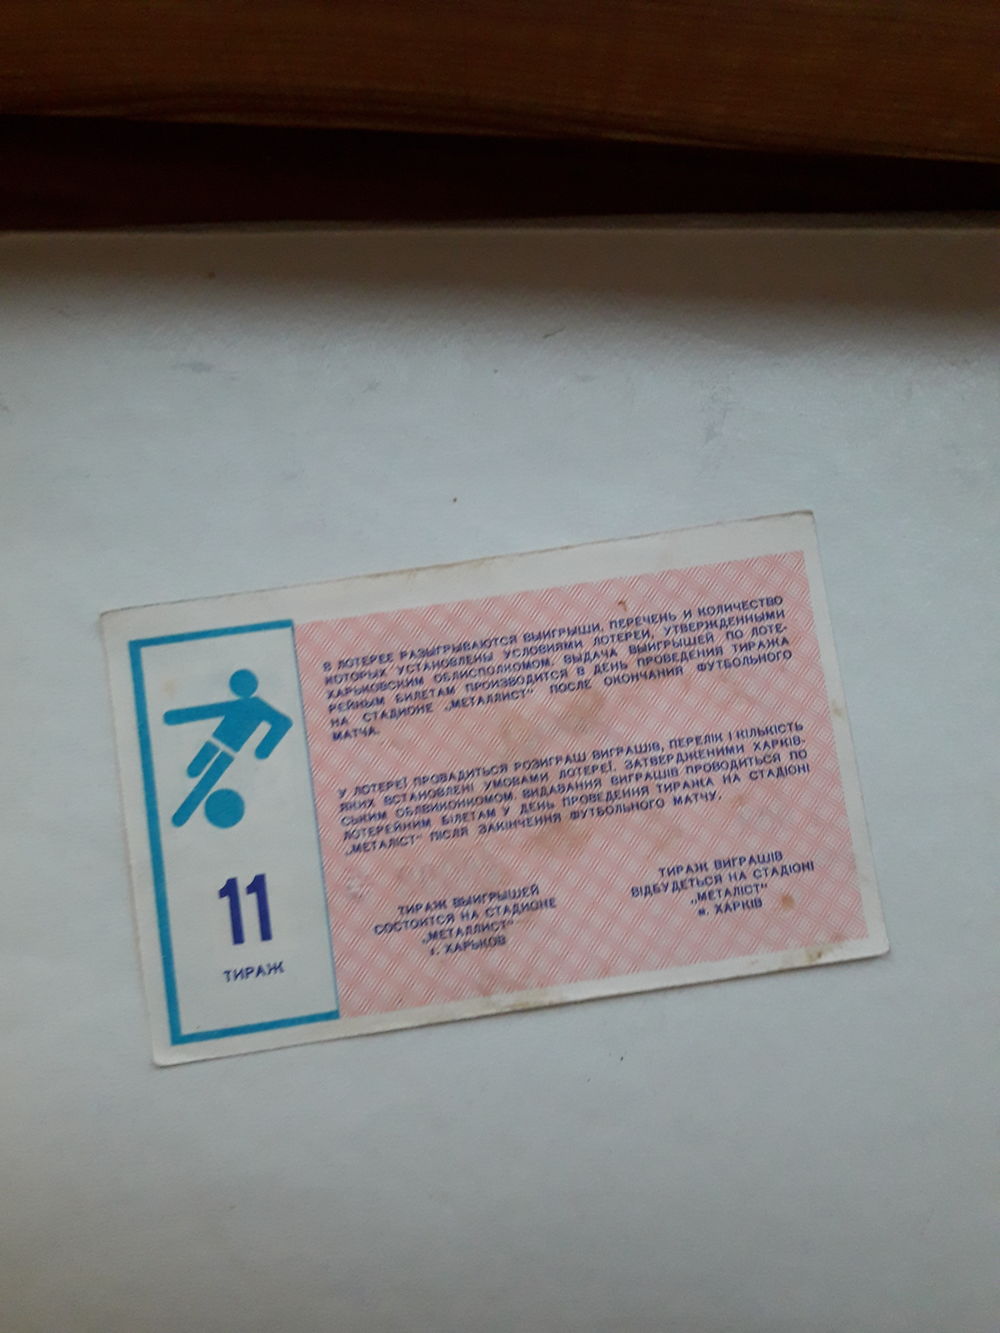 В ЛОТЕРЕЕ РАЗЫГРЫВАЮТСЯ ВЫИГРЫШИ, ПЕРЕЧЕНЬ И КОЛИЧЕСТВО
КОТОРЫХ УСТАНОВЛЕНЫ УСЛОВИЯМИ ЛОТЕРЕИ, УТВЕРЖДЕННЫМИ
ХАРЬКОВСКИМ ОБЛИСПОЛКОМОМ. ВЫДАЧА ВЫИГРЫШЕЙ ПО ЛОТЕ-
РЕЙНЫМ БИЛЕТАМ ПРОИЗВОДИТСЯ В ДЕНЬ ПРОВЕДЕНИЯ ТИРАЖА
НА СТАДИОНЕ „МЕТАЛЛИСТ“ ПОСЛЕ ОКОНЧАНИЯ ФУТБОЛЬНОГО
МАТЧА.
У ЛОТЕРЕЇ ПРОВАДИТЬСЯ РОЗИГРАШ ВИГРАШІВ, ПЕРЕЛІК І КІЛЬКІСТЬ
ЯКИХ ВСТАНОВЛЕНІ УМОВАМИ ЛОТЕРЕЇ, ЗАТВЕРДЖЕНИМИ ХАРКІВ-
СЬКИМ ОБЛВИКОНКОМОМ. ВИДАВАННЯ ВИГРАШІВ ПРОВОДИТЬСЯ ПО
ЛОТЕРЕЙНИМ БІЛЕТАМ У ДЕНЬ ПРОВЕДЕННЯ ТИРАЖА НА СТАДІОНІ
„МЕТАЛІСТ“ ПІСЛЯ ЗАКІНЧЕННЯ ФУТБОЛЬНОГО МАТЧУ.
ТИРАЖ ВЫИГРЫШЕЙ
СОСТОИТСЯ НА СТАДИОНЕ
„МЕТАЛЛИСТ“
г. ХАРЬКОВ
ТИРАЖ ВИГРАШІВ
ВІДБУДЕТЬСЯ НА СТАДІОНІ
„МЕТАЛІСТ“
м. ХАРКІВ
11
ТИРАЖ